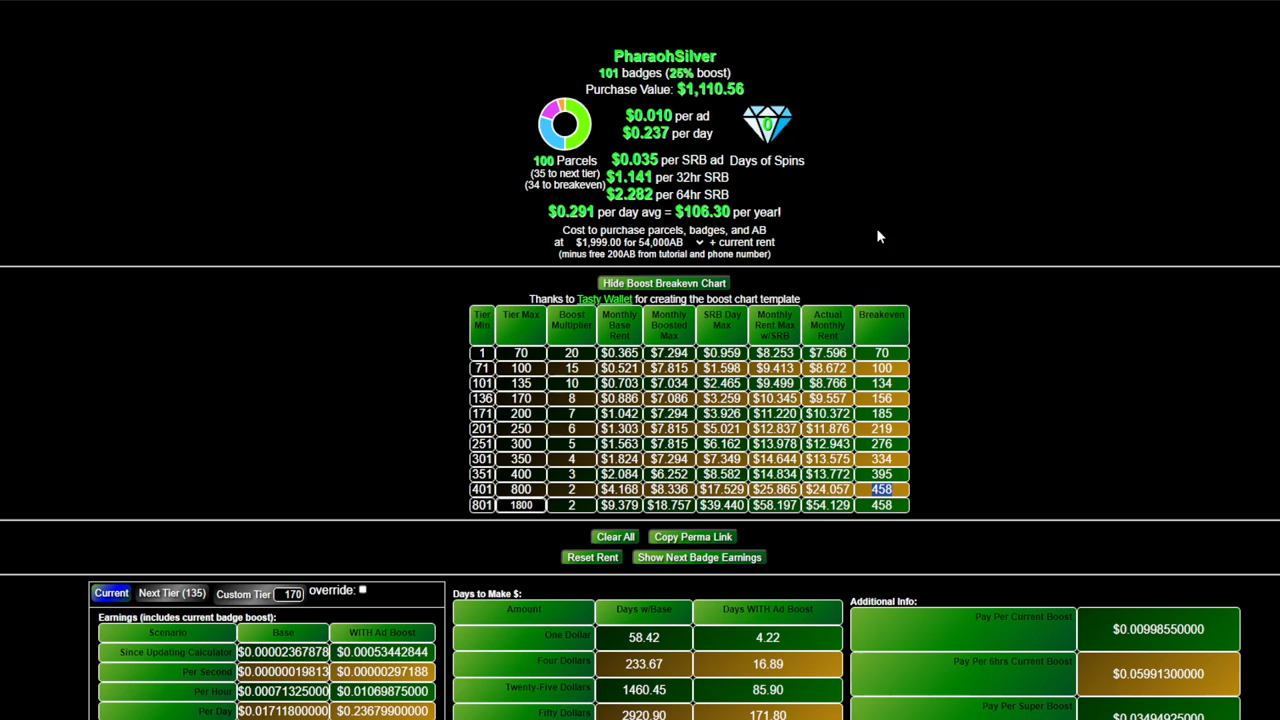 PharaohSilver
101 badges (25% boost)
Purchase Value: $1,110.56
$0.010 per ad
$0.237 per day
0
100 Parcels
(35 to next tier)
(34 to breakeven)
$0.035 per SRB ad
$1.141 per 32hr SRB
$2.282 per 64hr SRB
Days of Spins
$0.291 per day avg = $106.30 per year!
Cost to purchase parcels, badges, and AB
at $1,999.00 for 54,000AB + current rent
(minus free 200AB from tutorial and phone number)
Hide Boost Breakevn Chart
Thanks to Tasty Wallet for creating the boost chart template
Tier Min Tier Max Boost Multiplier Monthly Base Rent Monthly Boosted Max SRB Day Max Monthly Rent Max w/SRB Actual Monthly Rent Breakeven
1 70 20 $0.365 $7.294 $0.959 $8.253 $7.596 70
71 100 15 $0.521 $7.815 $1.598 $9.413 $8.672 100
101 135 10 $0.703 $7.034 $2.465 $9.499 $8.766 134
136 170 8 $0.886 $7.086 $3.259 $10.345 $9.557 156
171 200 7 $1.042 $7.294 $3.926 $11.220 $10.372 185
201 250 6 $1.303 $7.815 $5.021 $12.837 $11.876 219
251 300 5 $1.563 $7.815 $6.162 $13.978 $12.943 276
301 350 4 $1.824 $7.294 $7.349 $14.644 $13.575 334
351 400 3 $2.084 $6.252 $8.582 $14.834 $13.772 395
401 800 2 $4.168 $8.336 $17.529 $25.865 $24.057 458
801 1800 2 $9.379 $18.757 $39.440 $58.197 $54.129 458
Clear All Copy Perma Link
Reset Rent Show Next Badge Earnings
Current Next Tier (135) Custom Tier 170 override:
Earnings (includes current badge boost):
Scenario Base WITH Ad Boost
Since Updating Calculator $0.00002367878 $0.00053442844
Per Second $0.00000019813 $0.00000297188
Per Hour $0.00071325000 $0.01069875000
Per Day $0.01711800000 $0.23679900000
Days to Make $:
Amount Days w/Base Days WITH Ad Boost
One Dollar 58.42 4.22
Four Dollars 233.67 16.89
Twenty-Five Dollars 1460.45 85.90
Fifty Dollars 2920.90 171.80
Additional Info:
Pay Per Current Boost $0.00998550000
Pay Per 6hrs Current Boost $0.05991300000
Pay Per Super Boost $0.03494925000